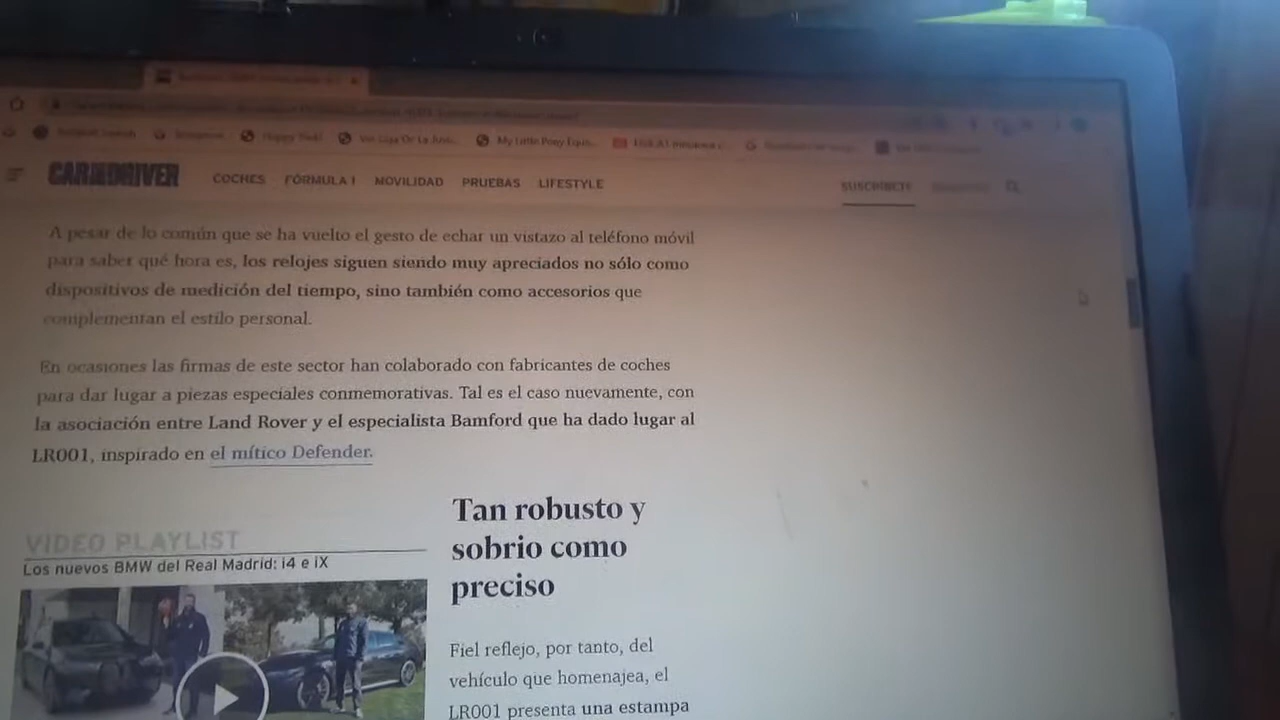 My Little Pony Eque...
CAR AND DRIVER
COCHES FÓRMULA 1 MOVILIDAD PRUEBAS LIFESTYLE
SUSCRÍBETE
A pesar de lo común que se ha vuelto el gesto de echar un vistazo al teléfono móvil
para saber qué hora es, los relojes siguen siendo muy apreciados no sólo como
dispositivos de medición del tiempo, sino también como accesorios que
complementan el estilo personal.
En ocasiones las firmas de este sector han colaborado con fabricantes de coches
para dar lugar a piezas especiales conmemorativas. Tal es el caso nuevamente, con
la asociación entre Land Rover y el especialista Bamford que ha dado lugar al
LR001, inspirado en el mítico Defender.
VIDEO PLAYLIST
Los nuevos BMW del Real Madrid: i4 e iX
Tan robusto y
sobrio como
preciso
Fiel reflejo, por tanto, del
vehículo que homenajea, el
LR001 presenta una estampa